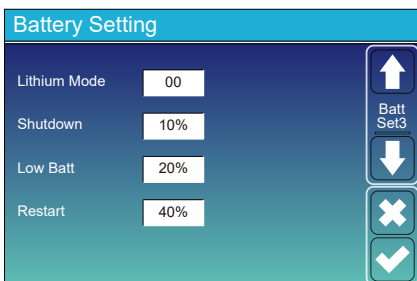 Battery Setting
Lithium Mode 00
Shutdown 10%
Low Batt 20%
Restart 40%
Batt
Set3